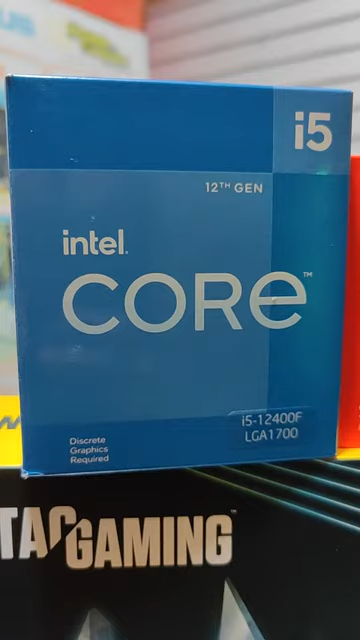 i5
12TH GEN
intel.
CORe™
i5-12400F
LGA1700
Discrete
Graphics
Required
GAMING